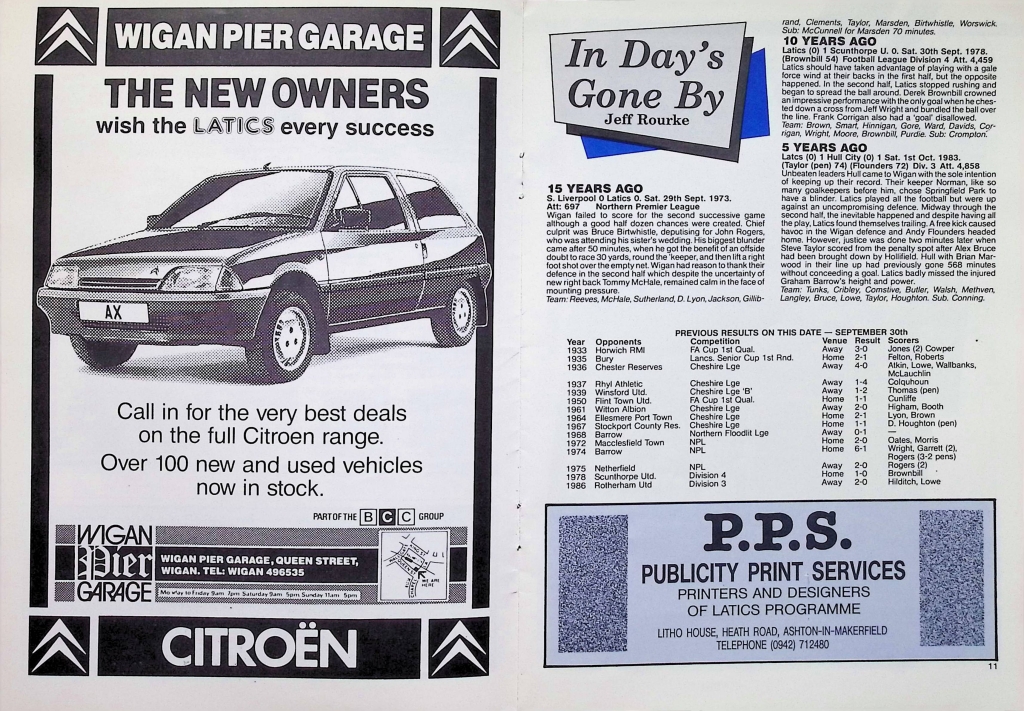 WIGAN PIER GARAGE
THE NEW OWNERS
wish the LATICS every success
AX
Call in for the very best deals
on the full Citroen range.
Over 100 new and used vehicles
now in stock.
PART OF THE BCC GROUP
WIGAN
Pier
GARAGE
WIGAN PIER GARAGE, QUEEN STREET,
WIGAN. TEL: WIGAN 496535
Monday to Friday 9am 7pm Saturday 9am 5pm Sunday 11am 5pm
WE ARE
HERE
CITROËN
In Day's
Gone By
Jeff Rourke
15 YEARS AGO
S. Liverpool 0 Latics 0. Sat. 29th Sept. 1973.
Att: 697 Northern Premier League
Wigan failed to score for the second successive game
although a good half dozen chances were created. Chief
culprit was Bruce Birtwhistle, deputising for John Rogers,
who was attending his sister's wedding. His biggest blunder
came after 50 minutes, when he got the benefit of an offside
doubt to race 30 yards, round the 'keeper, and then lift a right
foot shot over the empty net. Wigan had reason to thank their
defence in the second half which despite the uncertainty of
new right back Tommy McHale, remained calm in the face of
mounting pressure.
Team: Reeves, McHale, Sutherland, D. Lyon, Jackson, Gillib-
rand, Clements, Taylor, Marsden, Birtwhistle, Worswick.
Sub: McCunnell for Marsden 70 minutes.
10 YEARS AGO
Latics (0) 1 Scunthorpe U. 0. Sat. 30th Sept. 1978.
(Brownbill 54) Football League Division 4 Att. 4,459
Latics should have taken advantage of playing with a gale
force wind at their backs in the first half, but the opposite
happened. In the second half, Latics stopped rushing and
began to spread the ball around. Derek Brownbill crowned
an impressive performance with the only goal when he ches-
ted down a cross from Jeff Wright and bundled the ball over
the line. Frank Corrigan also had a 'goal' disallowed.
Team: Brown, Smart, Hinnigan, Gore, Ward, Davids, Cor-
rigan, Wright, Moore, Brownbill, Purdie. Sub: Crompton.
5 YEARS AGO
Latcs (0) 1 Hull City (0) 1 Sat. 1st Oct. 1983.
(Taylor (pen) 74) (Flounders 72) Div. 3 Att. 4,858
Unbeaten leaders Hull came to Wigan with the sole intention
of keeping up their record. Their keeper Norman, like so
many goalkeepers before him, chose Springfield Park to
have a blinder. Latics played all the football but were up
against an uncompromising defence. Midway through the
second half, the inevitable happened and despite having all
the play, Latics found themselves trailing. A free kick caused
havoc in the Wigan defence and Andy Flounders headed
home. However, justice was done two minutes later when
Steve Taylor scored from the penalty spot after Alex Bruce
had been brought down by Hollifield. Hull with Brian Mar-
wood in their line up had previously gone 568 minutes
without conceeding a goal. Latics badly missed the injured
Graham Barrow's height and power.
Team: Tunks, Cribley, Comstive, Butler, Walsh, Methven,
Langley, Bruce, Lowe, Taylor, Houghton. Sub. Conning.
PREVIOUS RESULTS ON THIS DATE — SEPTEMBER 30th
Year Opponents Competition Venue Result Scorers
1933 Horwich RMI FA Cup 1st Qual. Away 3-0 Jones (2) Cowper
1935 Bury Lancs. Senior Cup 1st Rnd. Home 2-1 Felton, Roberts
1936 Chester Reserves Cheshire Lge Away 4-0 Atkin, Lowe, Wallbanks,
McLauchlin
1937 Rhyl Athletic Cheshire Lge Away 1-4 Colquhoun
1939 Winsford Utd. Cheshire Lge 'B' Away 1-2 Thomas (pen)
1950 Flint Town Utd. FA Cup 1st Qual. Home 1-1 Cunliffe
1961 Witton Albion Cheshire Lge Away 2-0 Higham, Booth
1964 Ellesmere Port Town Cheshire Lge Home 2-1 Lyon, Brown
1967 Stockport County Res. Cheshire Lge Home 1-1 D. Houghton (pen)
1968 Barrow Northern Floodlit Lge Away 0-1 —
1972 Macclesfield Town NPL Home 2-0 Oates, Morris
1974 Barrow NPL Home 6-1 Wright, Garrett (2),
Rogers (3-2 pens)
1975 Netherfield NPL Away 2-0 Rogers (2)
1978 Scunthorpe Utd. Division 4 Home 1-0 Brownbill
1986 Rotherham Utd Division 3 Away 2-0 Hilditch, Lowe
P.P.S.
PUBLICITY PRINT SERVICES
PRINTERS AND DESIGNERS
OF LATICS PROGRAMME
LITHO HOUSE, HEATH ROAD, ASHTON-IN-MAKERFIELD
TELEPHONE (0942) 712480
11